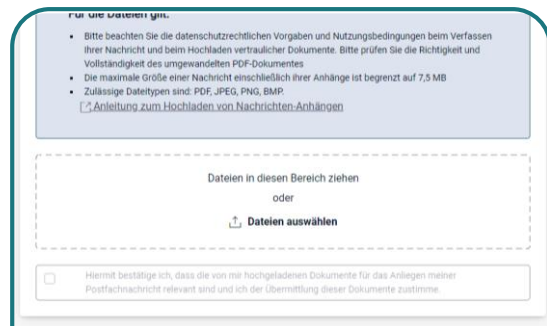 Für die Dateien gilt:
Bitte beachten Sie die datenschutzrechtlichen Vorgaben und Nutzungsbedingungen beim Verfassen
Ihrer Nachricht und beim Hochladen vertraulicher Dokumente. Bitte prüfen Sie die Richtigkeit und
Vollständigkeit des umgewandelten PDF-Dokumentes
Die maximale Größe einer Nachricht einschließlich ihrer Anhänge ist begrenzt auf 7,5 MB
Zulässige Dateitypen sind: PDF, JPEG, PNG, BMP.
Anleitung zum Hochladen von Nachrichten-Anhängen
Dateien in diesen Bereich ziehen
oder
Dateien auswählen
Hiermit bestätige ich, dass die von mir hochgeladenen Dokumente für das Anliegen meiner
Postfachnachricht relevant sind und ich der Übermittlung dieser Dokumente zustimme.